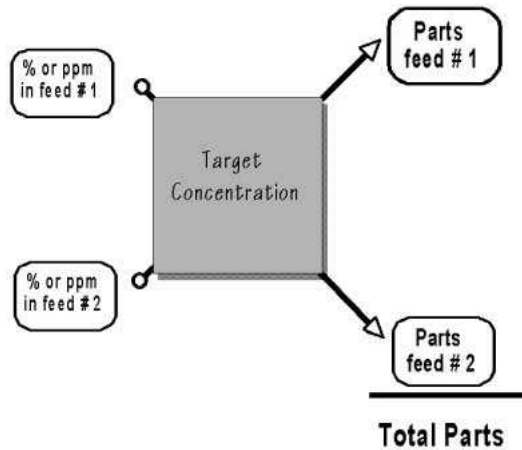 % or ppm
in feed # 1
Parts
feed # 1
Target
Concentration
% or ppm
in feed # 2
Parts
feed # 2
Total Parts